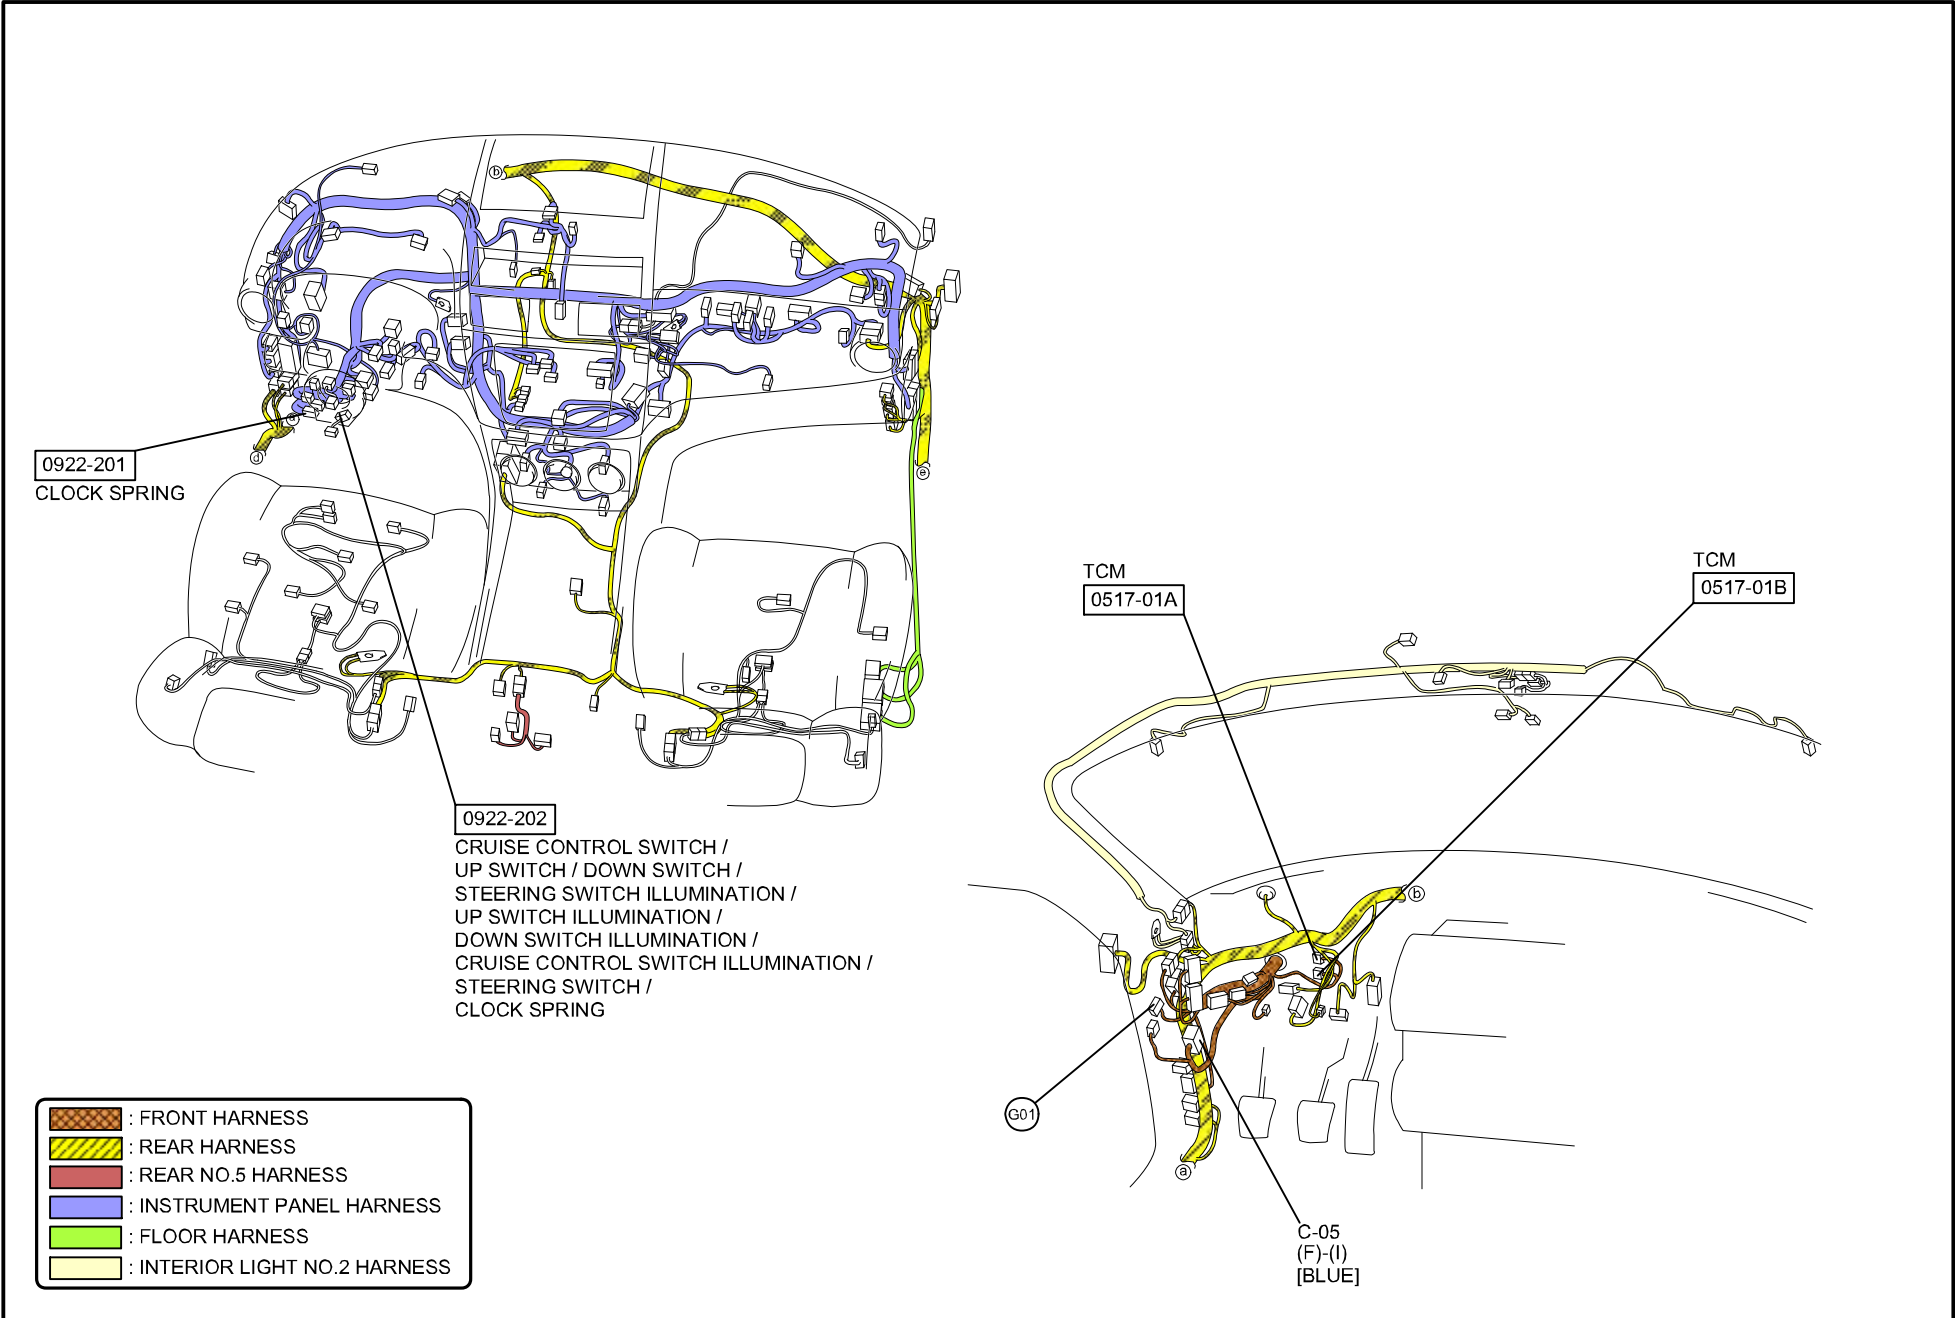 b
0922-201
CLOCK SPRING
d
e
0922-202
CRUISE CONTROL SWITCH /
UP SWITCH / DOWN SWITCH /
STEERING SWITCH ILLUMINATION /
UP SWITCH ILLUMINATION /
DOWN SWITCH ILLUMINATION /
CRUISE CONTROL SWITCH ILLUMINATION /
STEERING SWITCH /
CLOCK SPRING
TCM
0517-01A
TCM
0517-01B
b
G01
a
C-05
(F)-(I)
[BLUE]
: FRONT HARNESS
: REAR HARNESS
: REAR NO.5 HARNESS
: INSTRUMENT PANEL HARNESS
: FLOOR HARNESS
: INTERIOR LIGHT NO.2 HARNESS